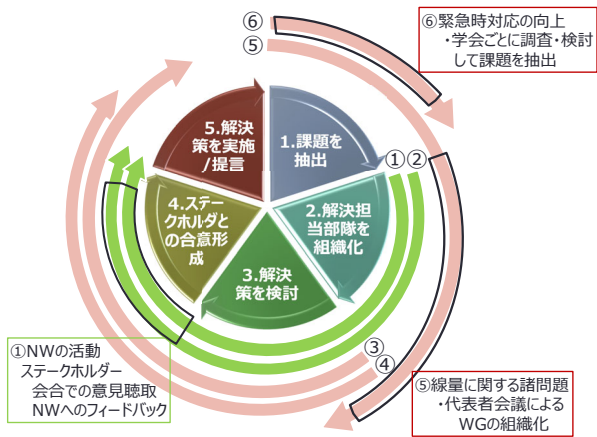 ⑥
⑤
⑥緊急時対応の向上
・学会ごとに調査・検討
して課題を抽出
5.解決
策を実施
/提言
1.課題を
抽出
① ②
4.ステー
クホルダと
の合意形
成
2.解決担
当部隊を
組織化
3.解決
策を検討
③
④
①NWの活動
ステークホルダー
会合での意見聴取
NWへのフィードバック
⑤線量に関する諸問題
・代表者会議による
WGの組織化